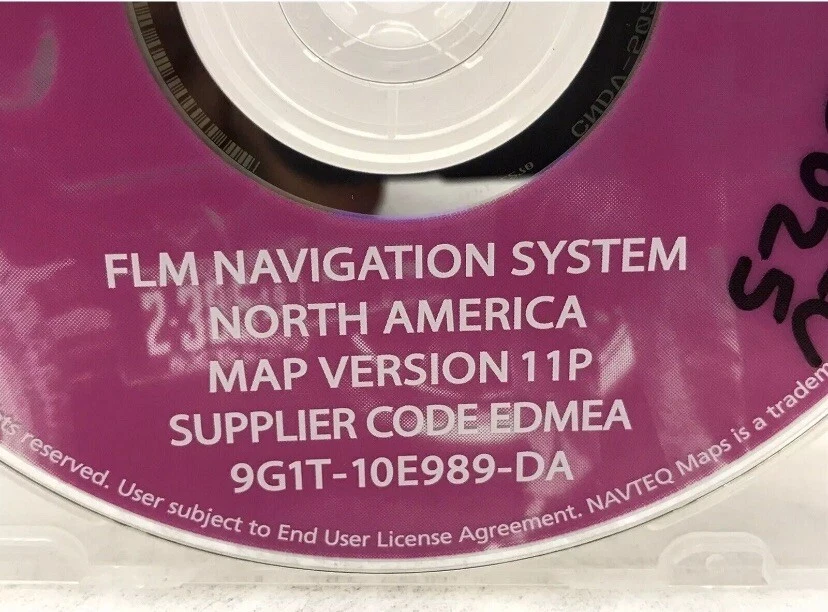 FLM NAVIGATION SYSTEM
NORTH AMERICA
MAP VERSION 11P
SUPPLIER CODE EDMEA
9G1T-10E989-DA
reserved. User subject to End User License Agreement. NAVTEQ Maps is a